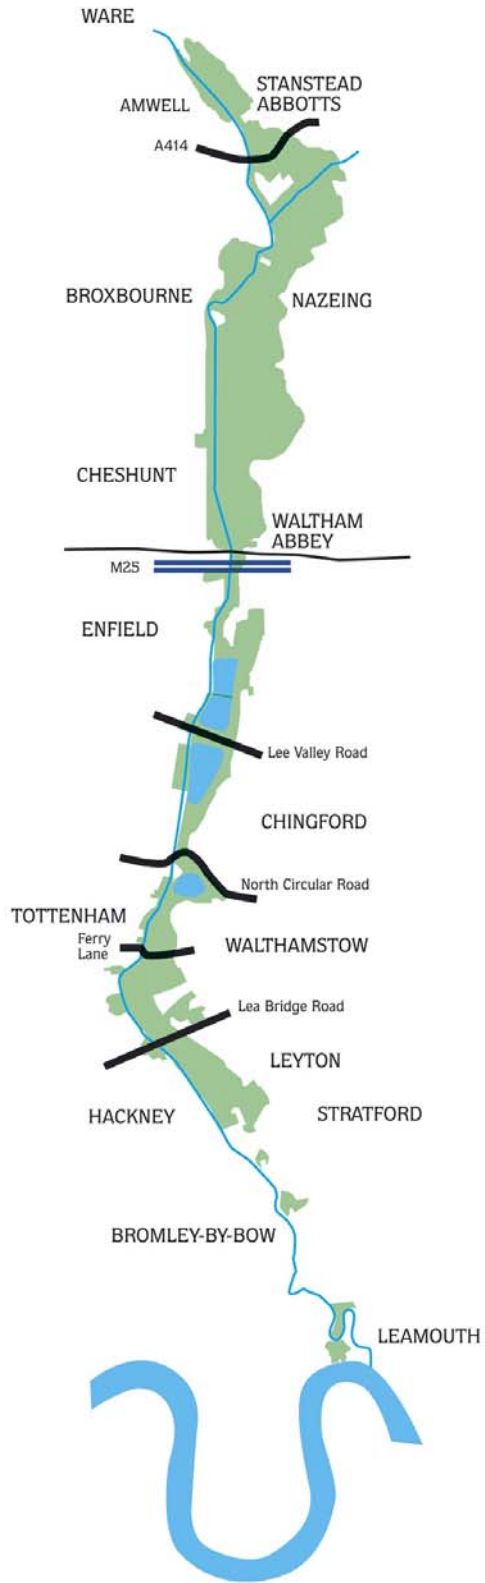 WARE
STANSTEAD
ABBOTTS
AMWELL
A414
BROXBOURNE
NAZEING
CHESHUNT
WALTHAM
ABBEY
M25
ENFIELD
Lee Valley Road
CHINGFORD
North Circular Road
TOTTENHAM
Ferry
Lane
WALTHAMSTOW
Lea Bridge Road
LEYTON
HACKNEY
STRATFORD
BROMLEY-BY-BOW
LEAMOUTH